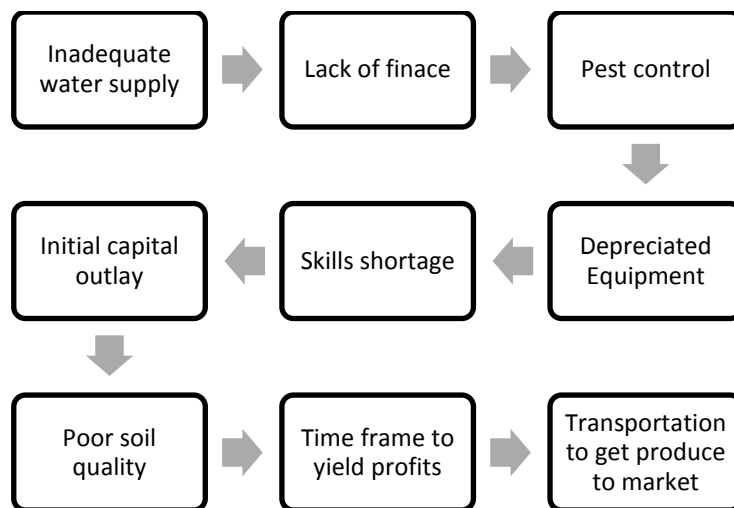 Inadequate
water supply
Lack of finace
Pest control
Depreciated
Equipment
Skills shortage
Initial capital
outlay
Poor soil
quality
Time frame to
yield profits
Transportation
to get produce
to market